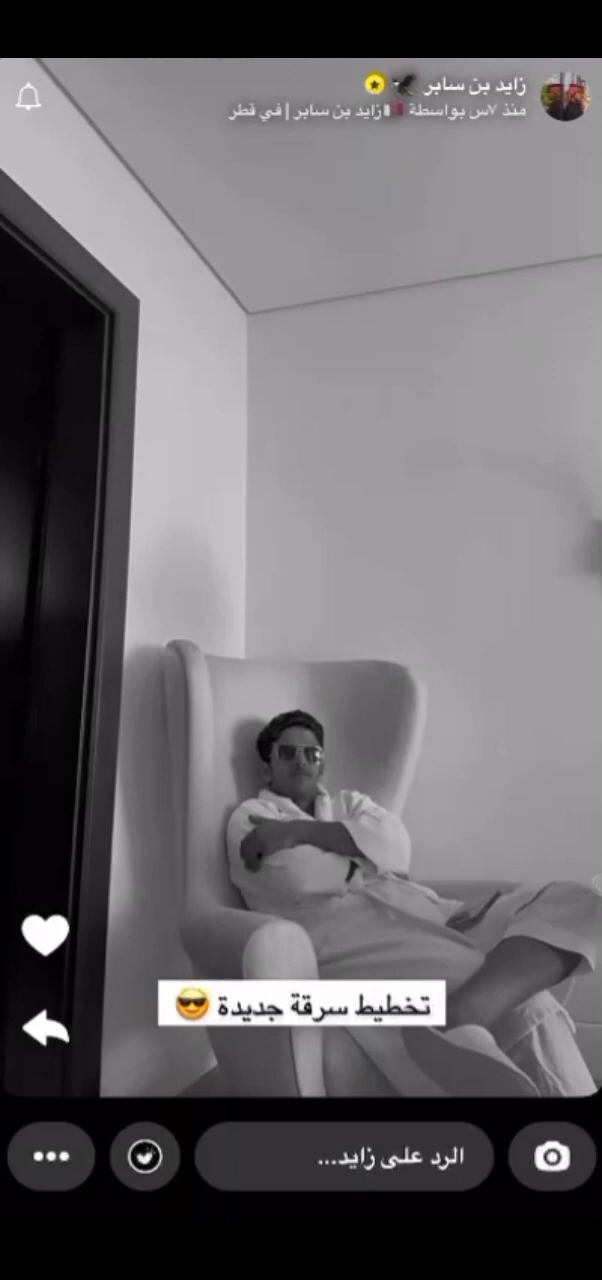 زايد بن سابر
منذ ٧س بواسطة زايد بن سابر | في قطر
تخطيط سرقة جديدة 😎
الرد على زايد...